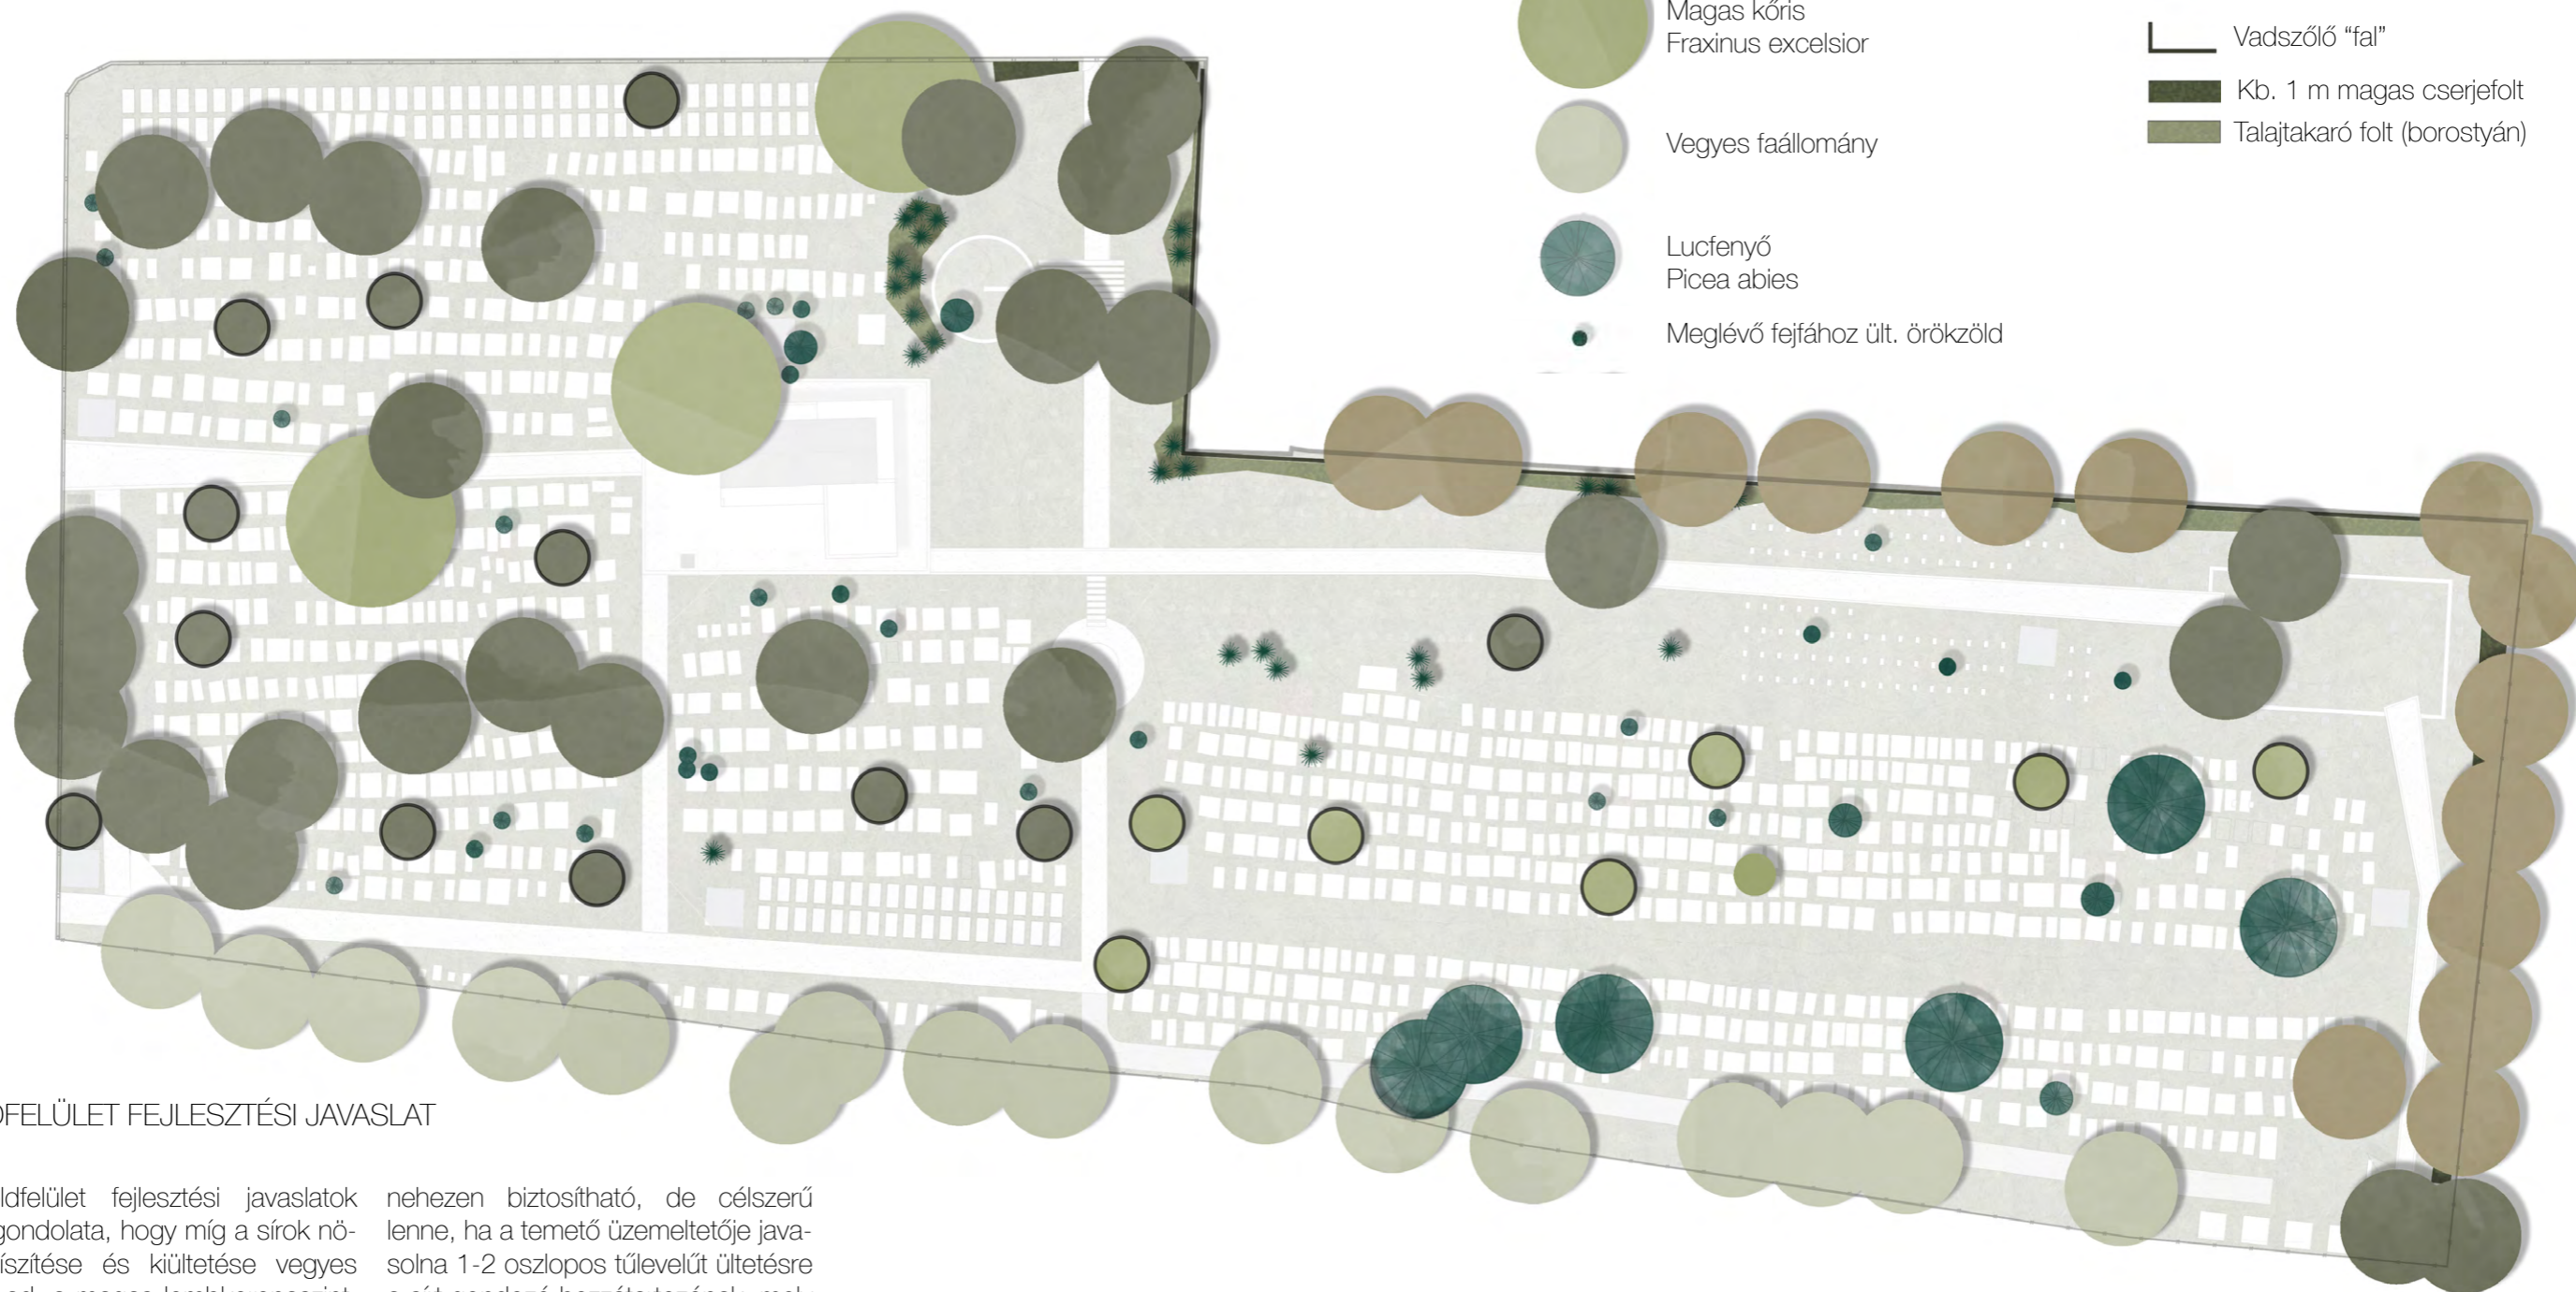 Magas kőris
Fraxinus excelsior
Vegyes faállomány
Lucfenyő
Picea abies
Meglévő fejfához ült. örökzöld
Vadszőlő “fal”
Kb. 1 m magas cserjefolt
Talajtakaró folt (borostyán)
FELÜLET FEJLESZTÉSI JAVASLAT
ldfelület fejlesztési javaslatok
gondolata, hogy míg a sírok nö-
íszítése és kiültetése vegyes
nehezen biztosítható, de célszerű
lenne, ha a temető üzemeltetője java-
solna 1-2 oszlopos tűlevelűt ültetésre